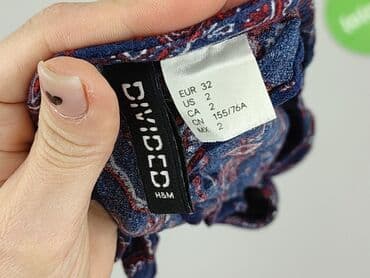 DIVIDED
H&M
EUR 32
US 2
CA 2
CN 155/76A
MX 2